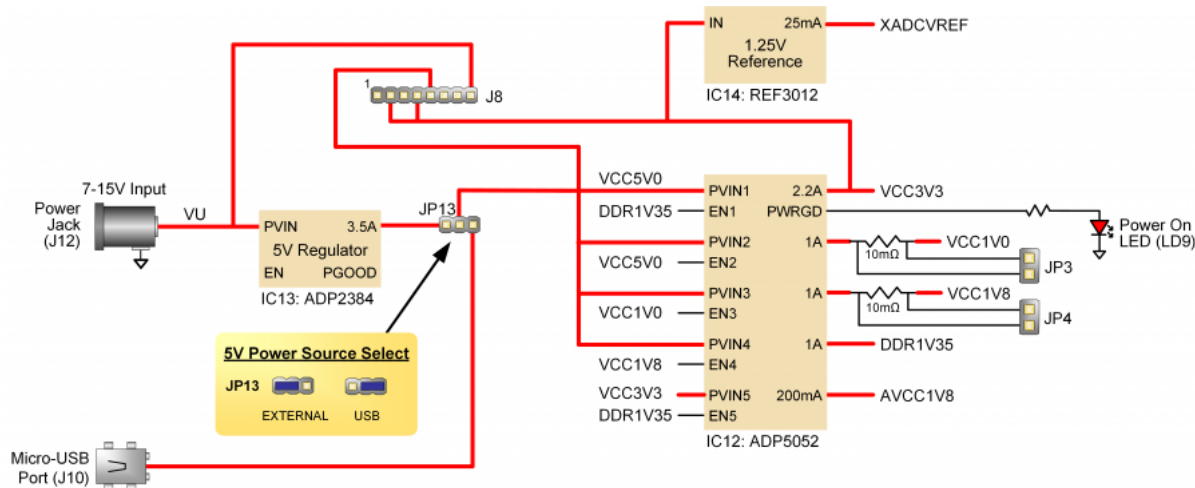 IN
25mA
XADCVREF
1.25V
Reference
IC14: REF3012
1
J8
7-15V Input
Power
Jack
(J12)
VU
PVIN
3.5A
5V Regulator
EN
PGOOD
IC13: ADP2384
JP13
VCC5V0
PVIN1
2.2A
VCC3V3
DDR1V35
EN1
PWRGD
Power On
LED (LD9)
PVIN2
1A
VCC1V0
VCC5V0
EN2
10mΩ
JP3
PVIN3
1A
VCC1V8
VCC1V0
EN3
10mΩ
JP4
PVIN4
1A
DDR1V35
VCC1V8
EN4
VCC3V3
PVIN5
200mA
AVCC1V8
DDR1V35
EN5
IC12: ADP5052
5V Power Source Select
JP13
EXTERNAL
USB
Micro-USB
Port (J10)